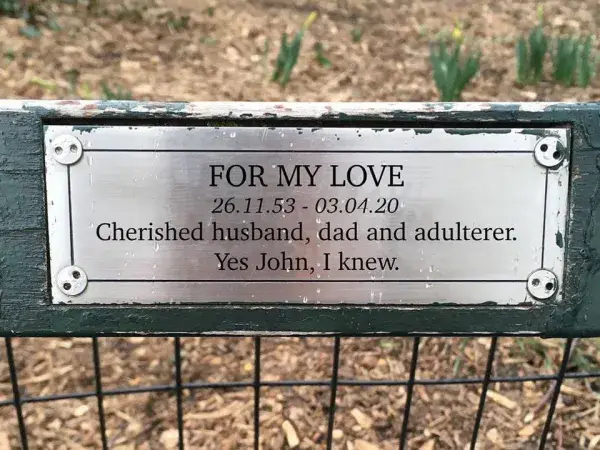 FOR MY LOVE
26.11.53 - 03.04.20
Cherished husband, dad and adulterer.
Yes John, I knew.